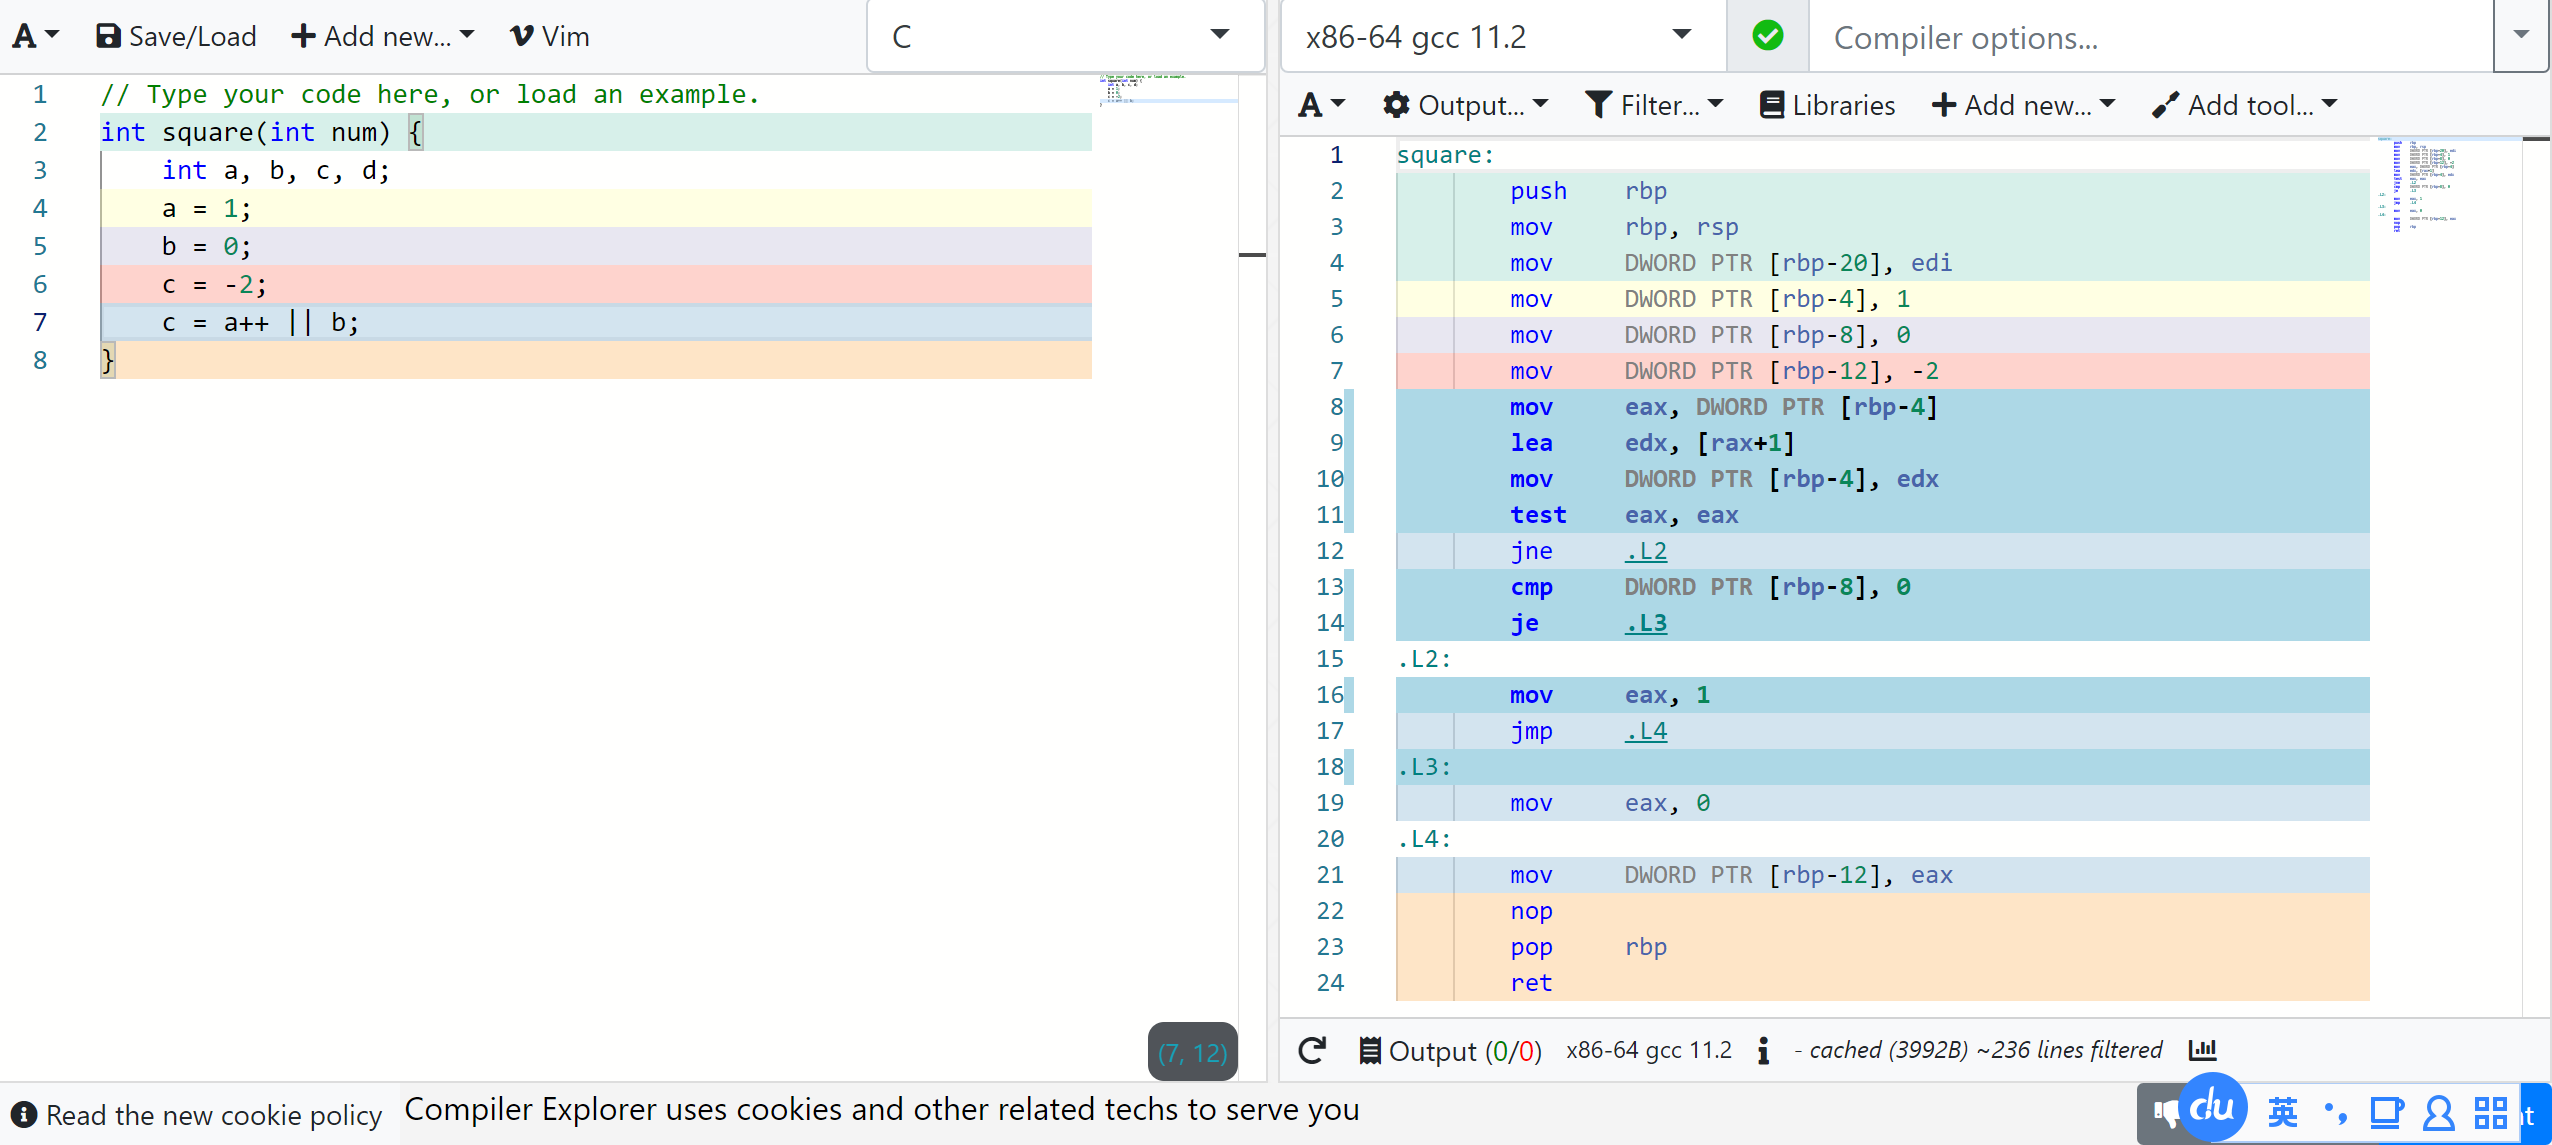 A Save/Load Add new... Vim C
1 // Type your code here, or load an example.
2 int square(int num) {
3 int a, b, c, d;
4 a = 1;
5 b = 0;
6 c = -2;
7 c = a++ || b;
8 }
(7, 12)
x86-64 gcc 11.2 Compiler options...
A Output... Filter... Libraries Add new... Add tool...
1 square:
2 push rbp
3 mov rbp, rsp
4 mov DWORD PTR [rbp-20], edi
5 mov DWORD PTR [rbp-4], 1
6 mov DWORD PTR [rbp-8], 0
7 mov DWORD PTR [rbp-12], -2
8 mov eax, DWORD PTR [rbp-4]
9 lea edx, [rax+1]
10 mov DWORD PTR [rbp-4], edx
11 test eax, eax
12 jne .L2
13 cmp DWORD PTR [rbp-8], 0
14 je .L3
15 .L2:
16 mov eax, 1
17 jmp .L4
18 .L3:
19 mov eax, 0
20 .L4:
21 mov DWORD PTR [rbp-12], eax
22 nop
23 pop rbp
24 ret
Output (0/0) x86-64 gcc 11.2 - cached (3992B) ~236 lines filtered
Read the new cookie policy Compiler Explorer uses cookies and other related techs to serve you
du 英